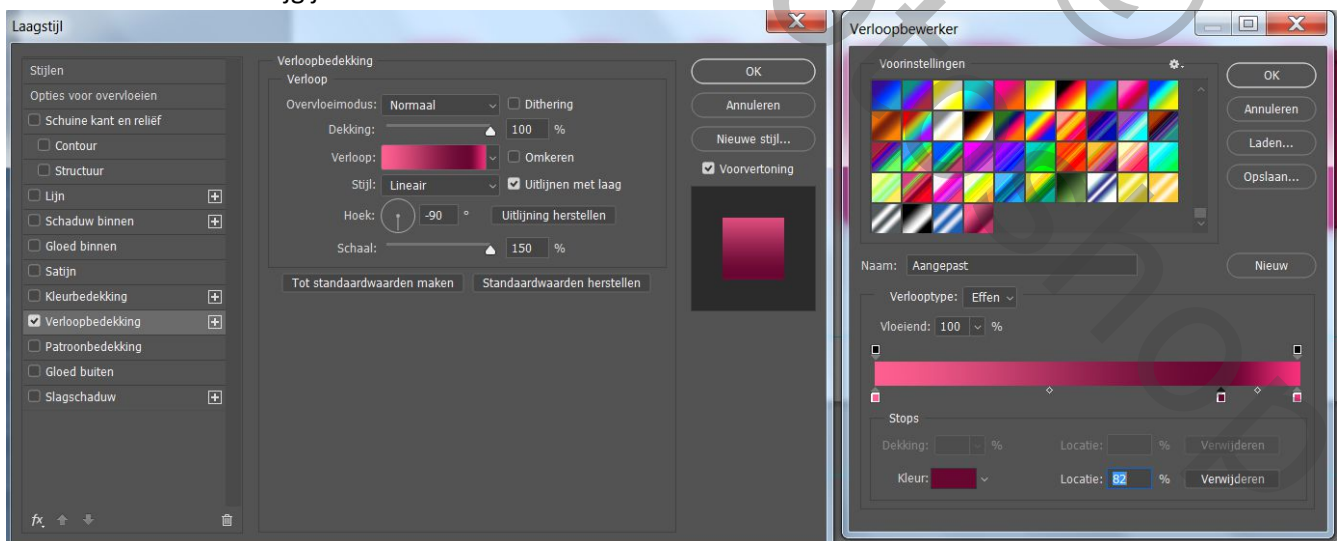 Laagstijl
Stijlen
Opties voor overvloeien
Schuine kant en reliëf
Contour
Structuur
Lijn
Schaduw binnen
Gloed binnen
Satijn
Kleurbedekking
Verloopbedekking
Patroonbedekking
Gloed buiten
Slagschaduw
fx
Verloopbedekking
Verloop
Overvloeimodus: Normaal Dithering
Dekking: 100 %
Verloop: Omkeren
Stijl: Lineair Uitlijnen met laag
Hoek: -90 ° Uitlijning herstellen
Schaal: 150 %
Tot standaardwaarden maken Standaardwaarden herstellen
OK
Annuleren
Nieuwe stijl...
Voorvertoning
Verloopbewerker
Voorinstellingen
OK
Annuleren
Laden...
Opslaan...
Naam: Aangepast Nieuw
Verlooptype: Effen
Vloeiend: 100 %
Stops
Dekking: % Locatie: % Verwijderen
Kleur: Locatie: 82 % Verwijderen